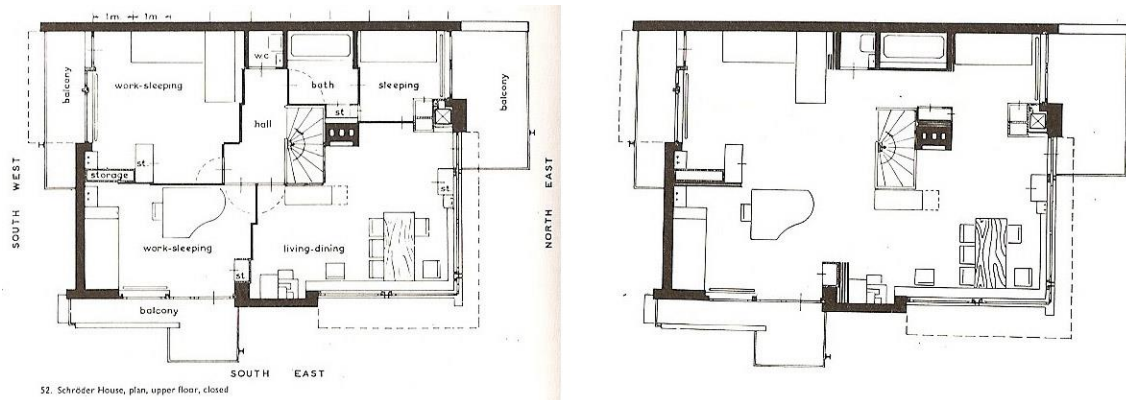 1m 1m
wc
balcony
work-sleeping
bath
sleeping
balcony
st
hall
st.
storage
st
SOUTH WEST
NORTH EAST
work-sleeping
living-dining
st
balcony
SOUTH EAST
52. Schröder House, plan, upper floor, closed